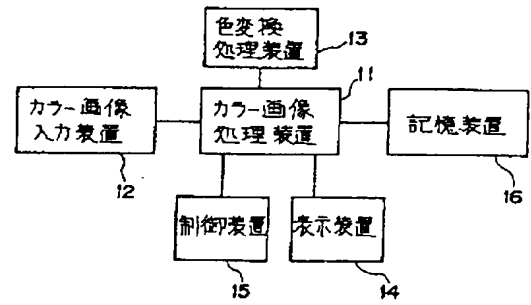 色変換
処理装置
13
11
カラー画像
入力装置
カラー画像
処理装置
記憶装置
12
16
制御装置
表示装置
15
14